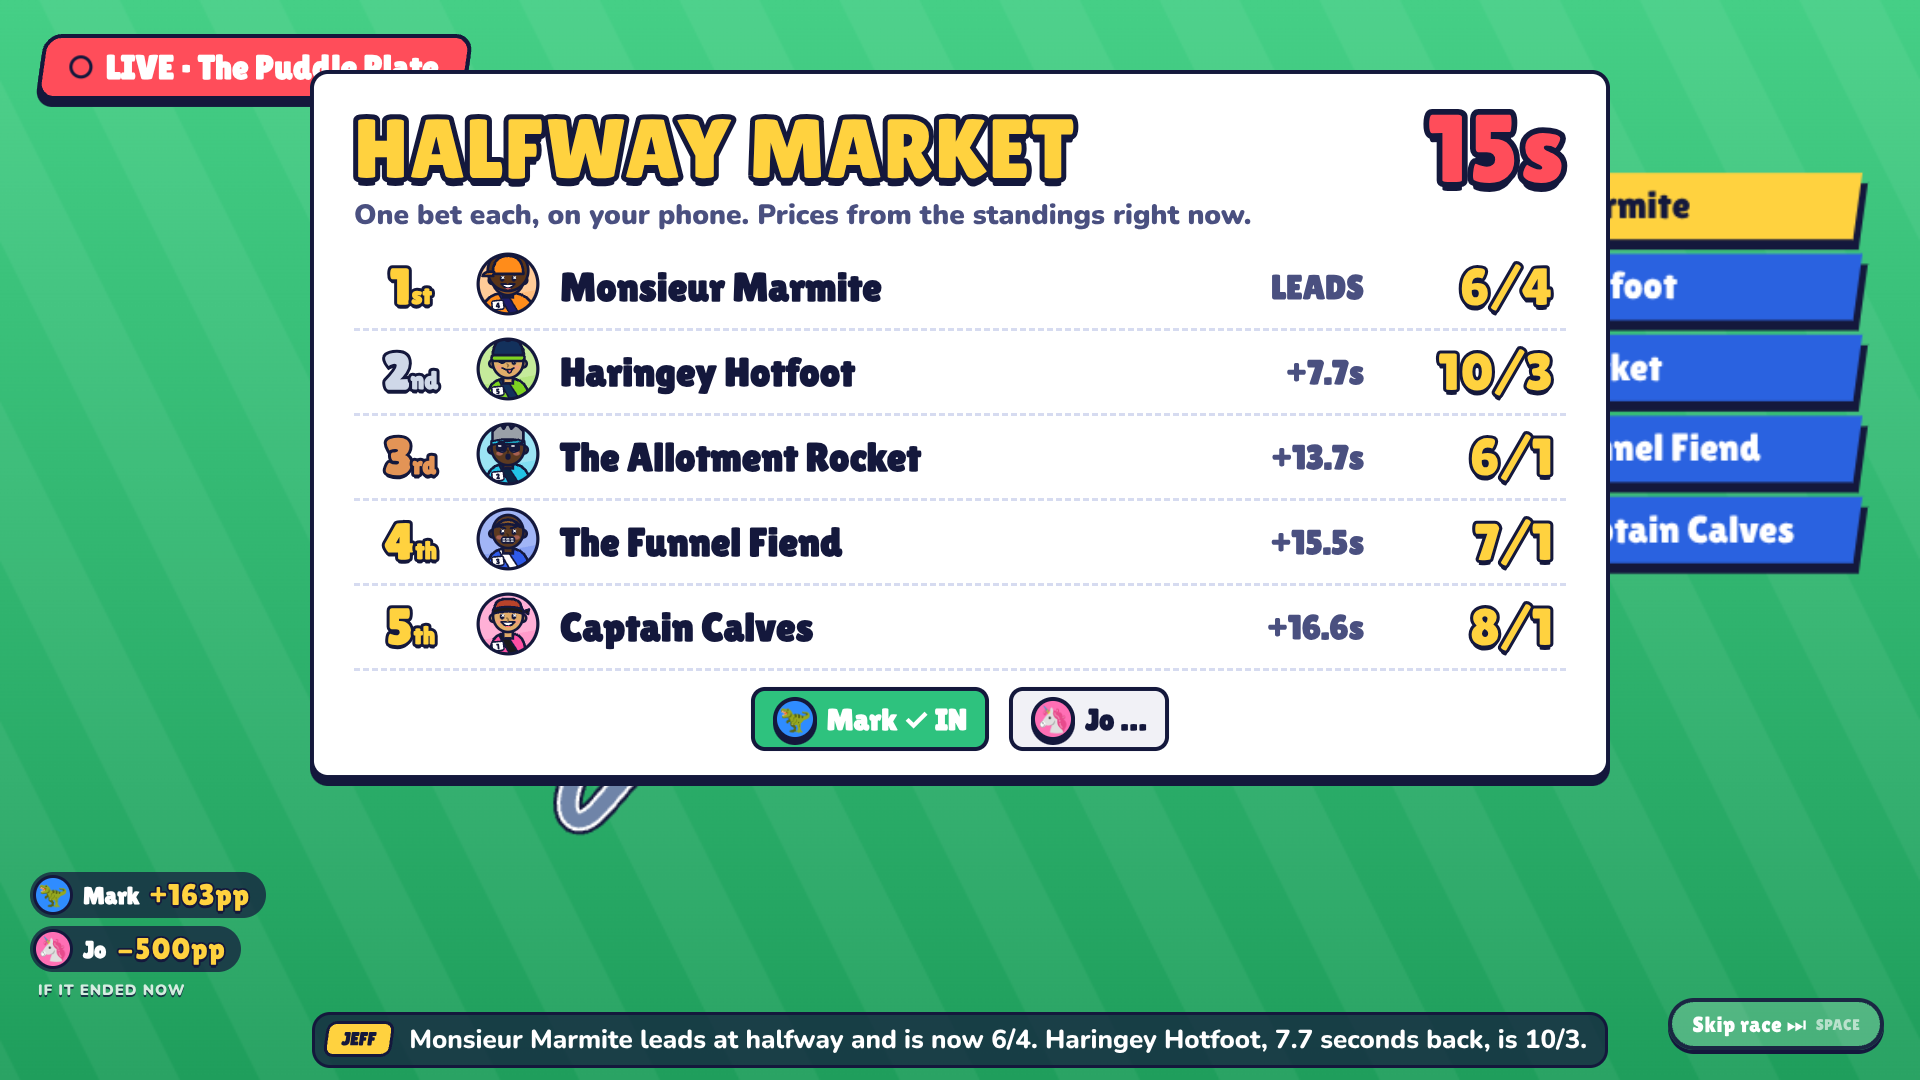 LIVE · The Puddle Plate
HALFWAY MARKET
15s
One bet each, on your phone. Prices from the standings right now.
1st Monsieur Marmite LEADS 6/4
2nd Haringey Hotfoot +7.7s 10/3
3rd The Allotment Rocket +13.7s 6/1
4th The Funnel Fiend +15.5s 7/1
5th Captain Calves +16.6s 8/1
Mark ✓ IN
Jo ...
rmite
foot
ket
nel Fiend
tain Calves
Mark +163pp
Jo −500pp
IF IT ENDED NOW
JEFF Monsieur Marmite leads at halfway and is now 6/4. Haringey Hotfoot, 7.7 seconds back, is 10/3.
Skip race ⏭ SPACE